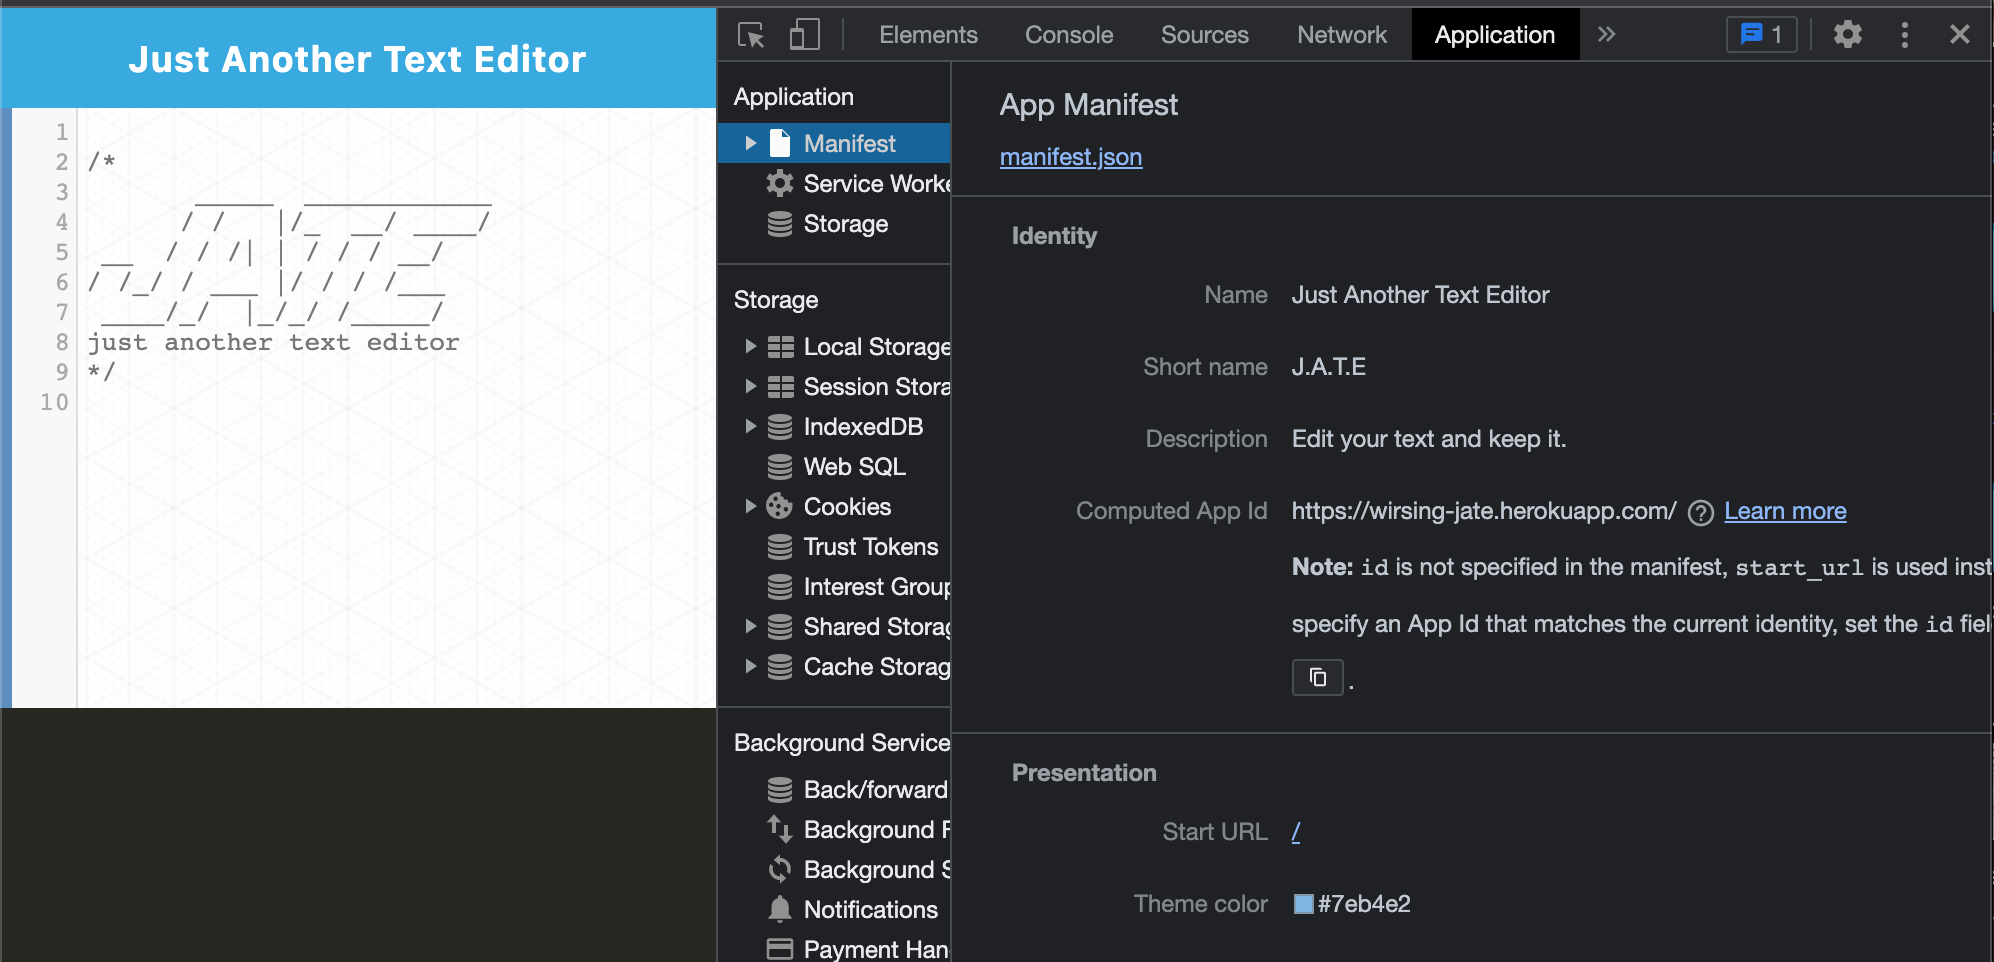 Just Another Text Editor
1
2 /*
3        _____  ____________
4       / /   |/_  __/ ____/
5  __  / / /| | / / / __/
6 / /_/ / ___ |/ / / /___
7  ____/_/  |_/_/ /_____/
8 just another text editor
9 */
10
Elements Console Sources Network Application 1
Application
Manifest
Service Worke
Storage
Storage
Local Storage
Session Stora
IndexedDB
Web SQL
Cookies
Trust Tokens
Interest Group
Shared Storag
Cache Storag
Background Service
Back/forward
Background F
Background S
Notifications
Payment Han
App Manifest
manifest.json
Identity
Name Just Another Text Editor
Short name J.A.T.E
Description Edit your text and keep it.
Computed App Id https://wirsing-jate.herokuapp.com/ ? Learn more
Note: id is not specified in the manifest, start_url is used inst
specify an App Id that matches the current identity, set the id fiel
.
Presentation
Start URL /
Theme color #7eb4e2